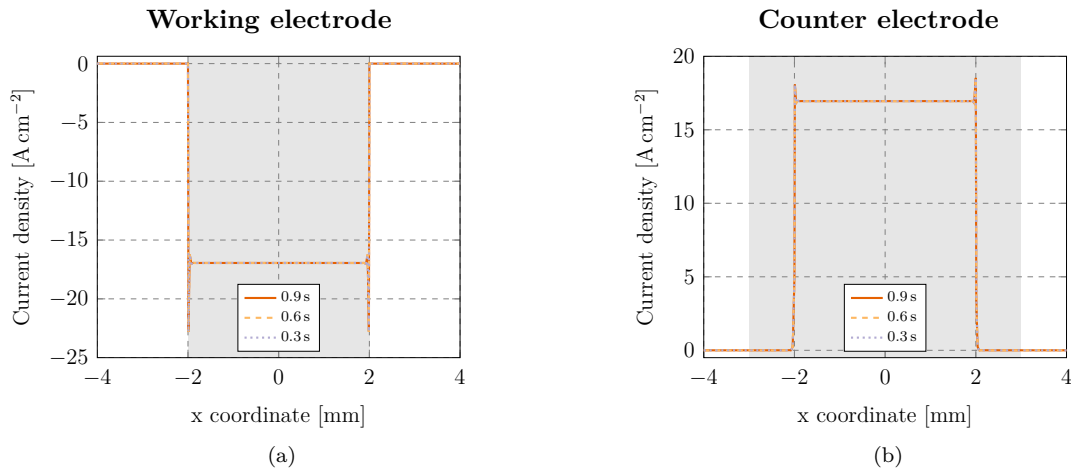 Working electrode
0
−5
−10
−15
−20
−25
Current density [A cm−2]
0.9 s
0.6 s
0.3 s
−4
−2
0
2
4
x coordinate [mm]
(a)
Counter electrode
20
15
10
5
0
Current density [A cm−2]
0.9 s
0.6 s
0.3 s
−4
−2
0
2
4
x coordinate [mm]
(b)